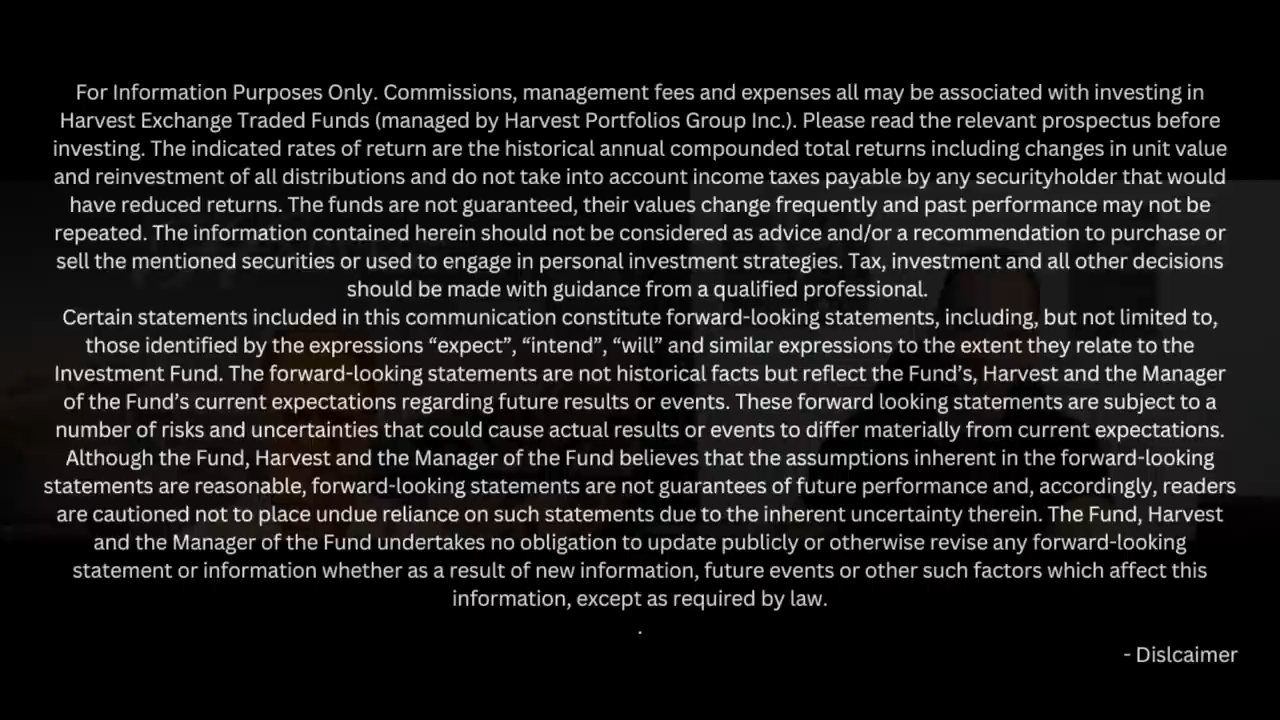 For Information Purposes Only. Commissions, management fees and expenses all may be associated with investing in
Harvest Exchange Traded Funds (managed by Harvest Portfolios Group Inc.). Please read the relevant prospectus before
investing. The indicated rates of return are the historical annual compounded total returns including changes in unit value
and reinvestment of all distributions and do not take into account income taxes payable by any securityholder that would
have reduced returns. The funds are not guaranteed, their values change frequently and past performance may not be
repeated. The information contained herein should not be considered as advice and/or a recommendation to purchase or
sell the mentioned securities or used to engage in personal investment strategies. Tax, investment and all other decisions
should be made with guidance from a qualified professional.
Certain statements included in this communication constitute forward-looking statements, including, but not limited to,
those identified by the expressions “expect”, “intend”, “will” and similar expressions to the extent they relate to the
Investment Fund. The forward-looking statements are not historical facts but reflect the Fund’s, Harvest and the Manager
of the Fund’s current expectations regarding future results or events. These forward looking statements are subject to a
number of risks and uncertainties that could cause actual results or events to differ materially from current expectations.
Although the Fund, Harvest and the Manager of the Fund believes that the assumptions inherent in the forward-looking
statements are reasonable, forward-looking statements are not guarantees of future performance and, accordingly, readers
are cautioned not to place undue reliance on such statements due to the inherent uncertainty therein. The Fund, Harvest
and the Manager of the Fund undertakes no obligation to update publicly or otherwise revise any forward-looking
statement or information whether as a result of new information, future events or other such factors which affect this
information, except as required by law.
.
- Dislcaimer